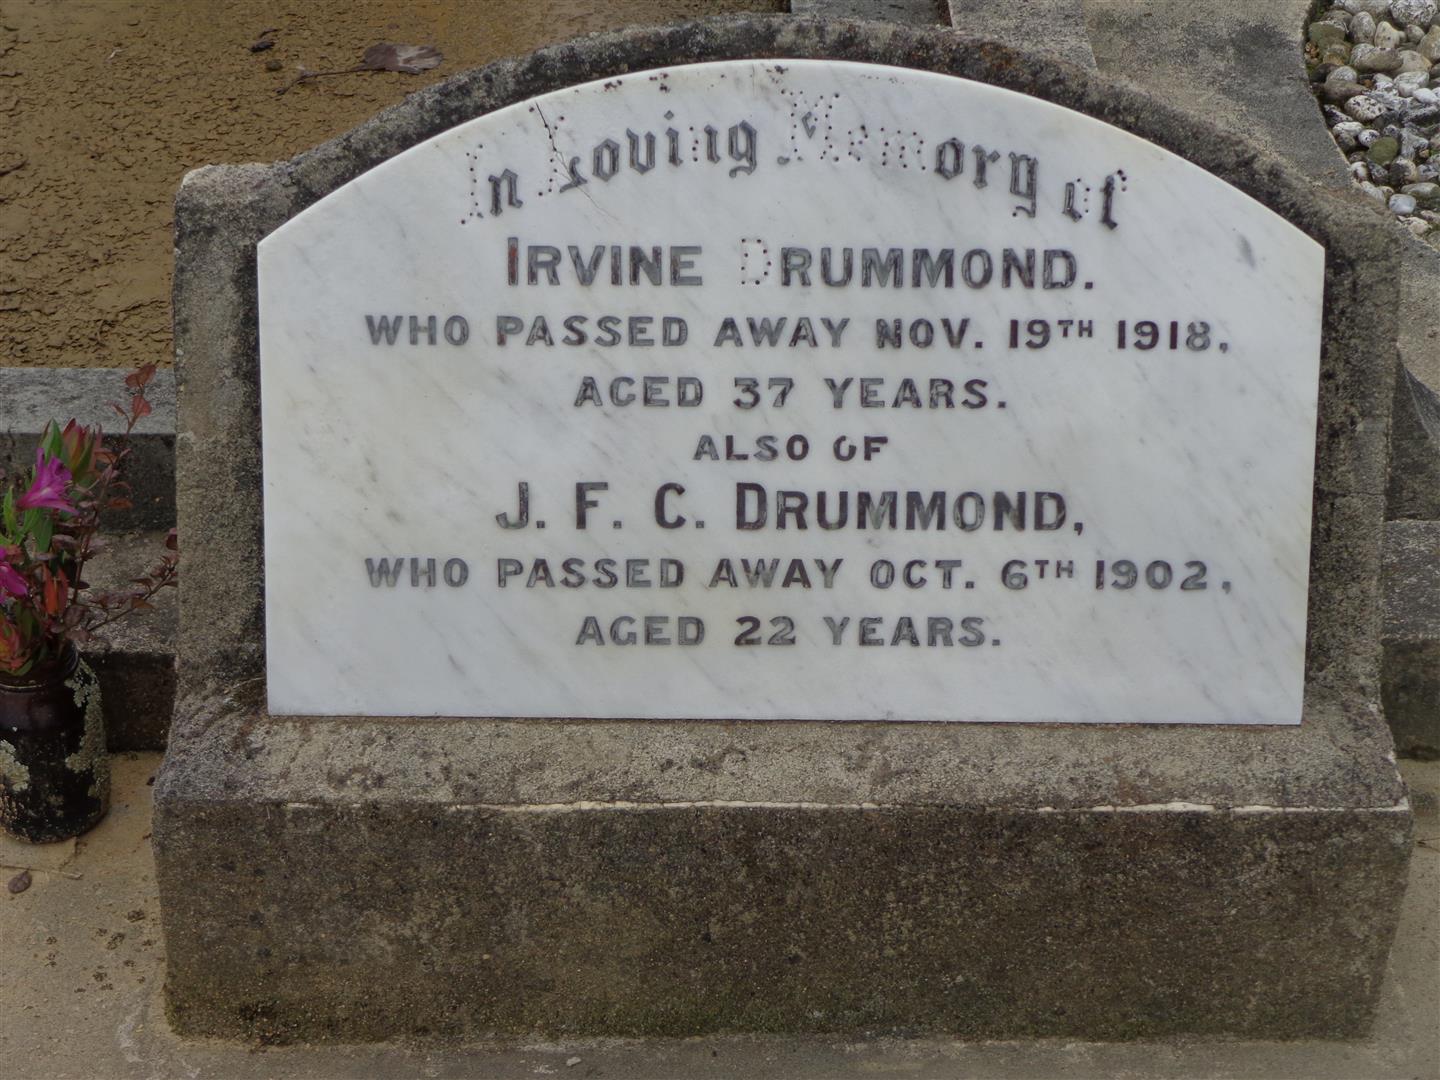 In Loving Memory of
IRVINE DRUMMOND.
WHO PASSED AWAY NOV. 19TH 1918,
AGED 37 YEARS.
ALSO OF
J. F. C. DRUMMOND,
WHO PASSED AWAY OCT. 6TH 1902,
AGED 22 YEARS.